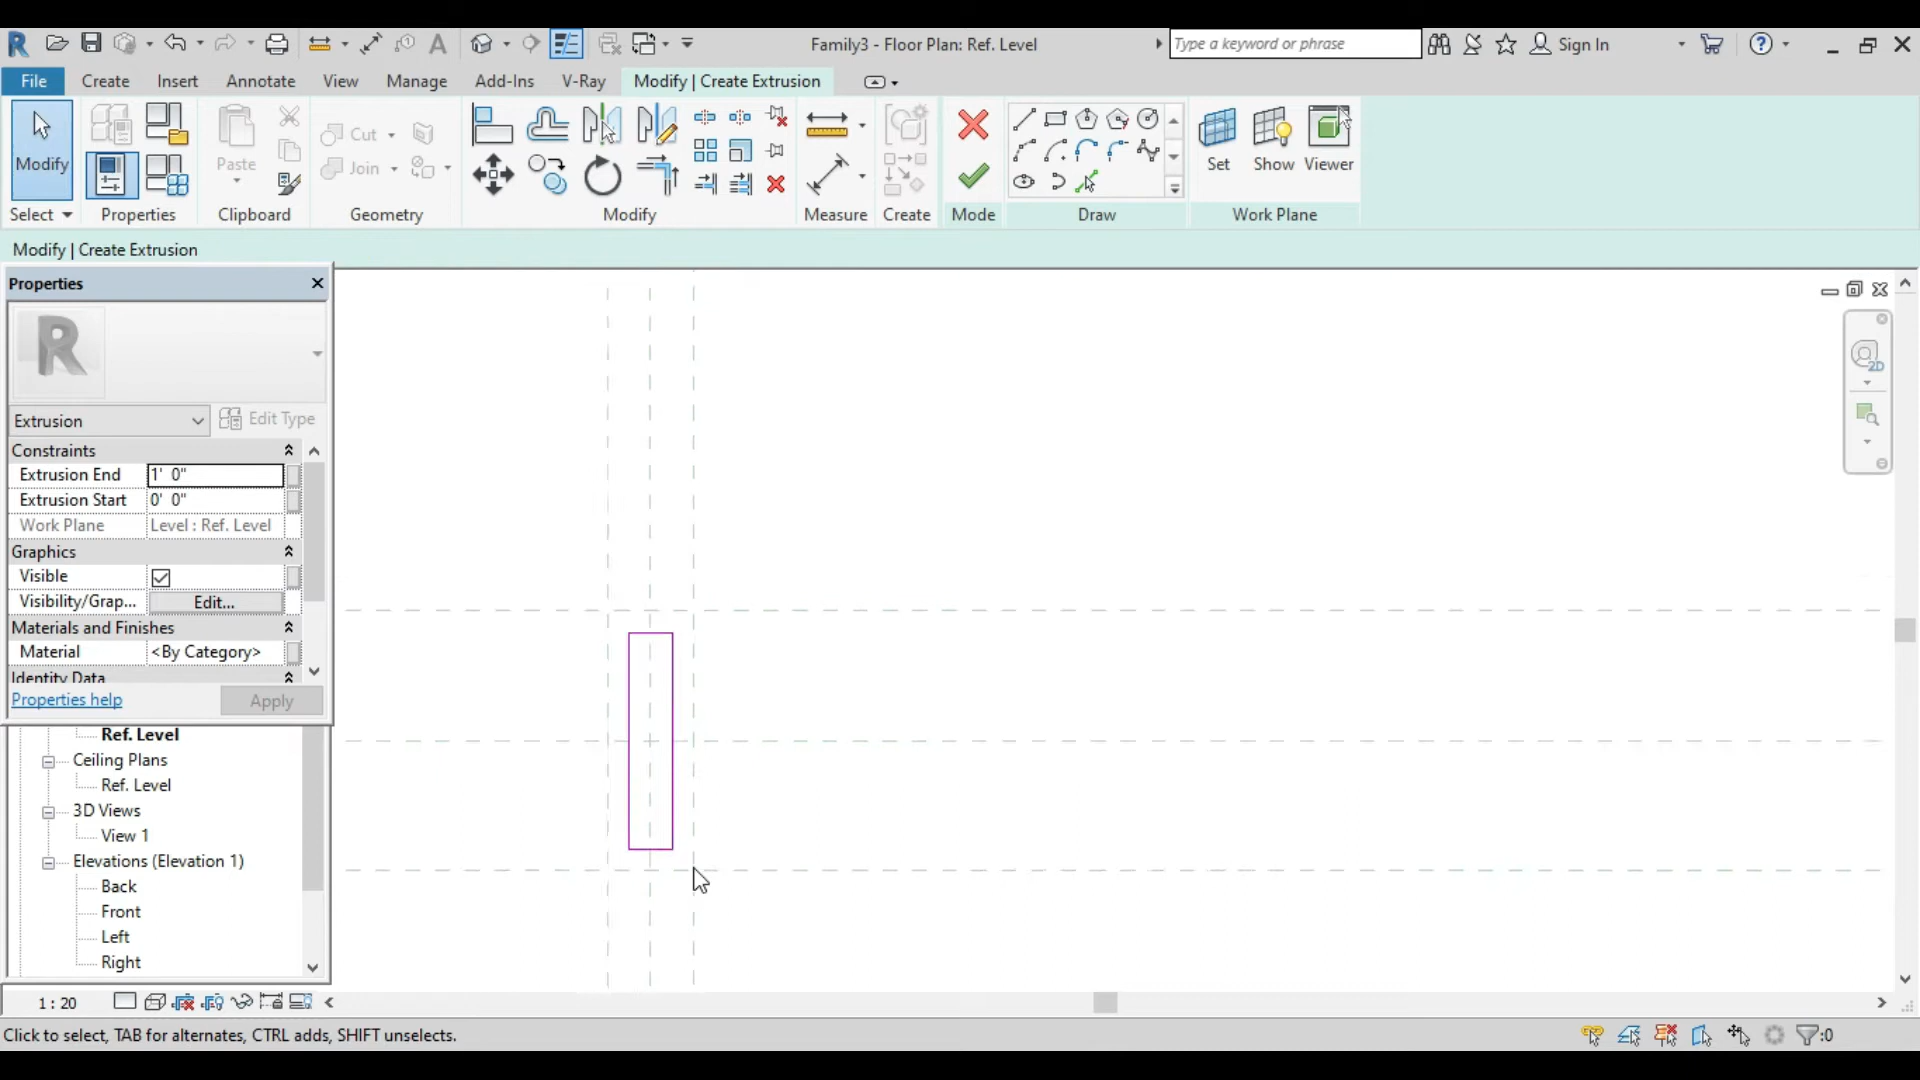 Family3 - Floor Plan: Ref. Level
Type a keyword or phrase
Sign In
File
Create
Insert
Annotate
View
Manage
Add-Ins
V-Ray
Modify | Create Extrusion
Modify
Paste
Cut
Join
Set
Show
Viewer
Select
Properties
Clipboard
Geometry
Modify
Measure
Create
Mode
Draw
Work Plane
Modify | Create Extrusion
Properties
R
2D
Extrusion
Edit Type
Constraints
Extrusion End 1' 0"
Extrusion Start 0' 0"
Work Plane Level : Ref. Level
Graphics
Visible
Visibility/Grap... Edit...
Materials and Finishes
Material <By Category>
Identity Data
Properties help
Apply
Ref. Level
Ceiling Plans
Ref. Level
3D Views
View 1
Elevations (Elevation 1)
Back
Front
Left
Right
1 : 20
Click to select, TAB for alternates, CTRL adds, SHIFT unselects.
:0